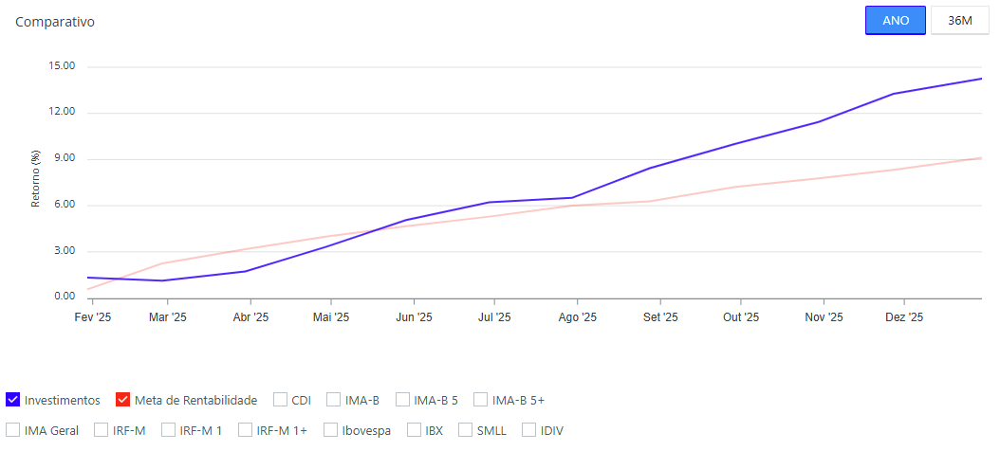 Comparativo
ANO 36M
Retorno (%)
15.00
12.00
9.00
6.00
3.00
0.00
Fev '25 Mar '25 Abr '25 Mai '25 Jun '25 Jul '25 Ago '25 Set '25 Out '25 Nov '25 Dez '25
Investimentos Meta de Rentabilidade CDI IMA-B IMA-B 5 IMA-B 5+
IMA Geral IRF-M IRF-M 1 IRF-M 1+ Ibovespa IBX SMLL IDIV